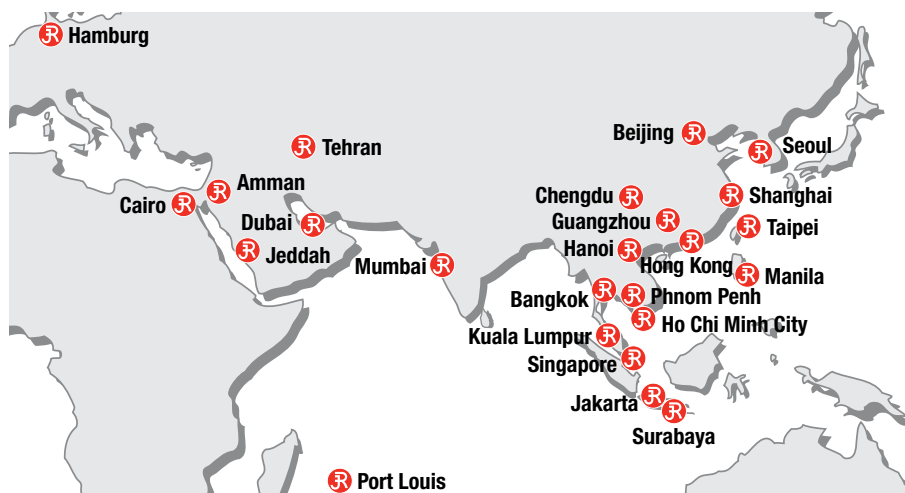 Hamburg
Beijing
Seoul
Tehran
Amman
Chengdu
Shanghai
Cairo
Dubai
Guangzhou
Taipei
Jeddah
Hanoi
Mumbai
Hong Kong
Manila
Bangkok
Phnom Penh
Ho Chi Minh City
Kuala Lumpur
Singapore
Jakarta
Surabaya
Port Louis